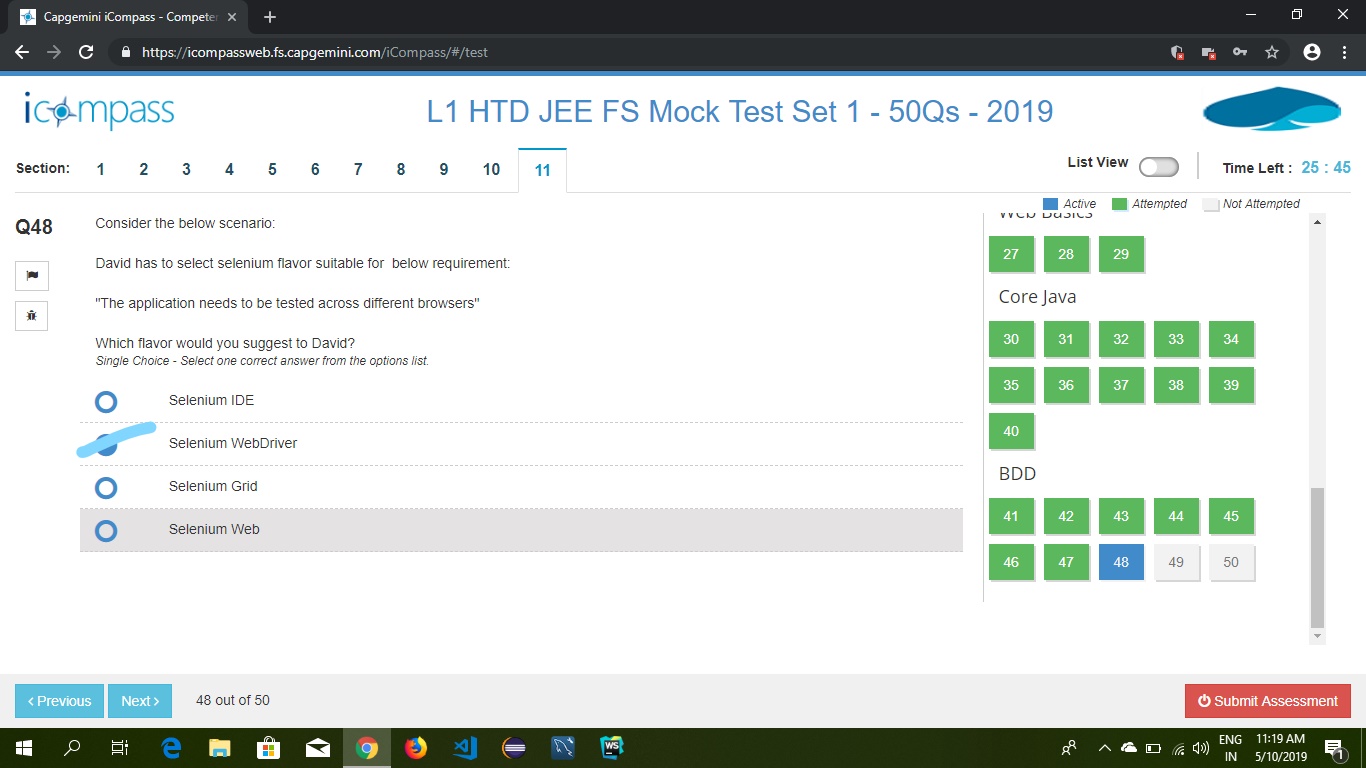 Capgemini iCompass - Competen
https://icompassweb.fs.capgemini.com/iCompass/#/test
icompass
L1 HTD JEE FS Mock Test Set 1 - 50Qs - 2019
Section: 1 2 3 4 5 6 7 8 9 10 11
List View
Time Left : 25 : 45
Active Attempted Not Attempted
Q48
Consider the below scenario:
David has to select selenium flavor suitable for below requirement:
"The application needs to be tested across different browsers"
Which flavor would you suggest to David?
Single Choice - Select one correct answer from the options list.
Selenium IDE
Selenium WebDriver
Selenium Grid
Selenium Web
Web Basics
27 28 29
Core Java
30 31 32 33 34
35 36 37 38 39
40
BDD
41 42 43 44 45
46 47 48 49 50
Previous
Next
48 out of 50
Submit Assessment
WS
ENG
IN
11:19 AM
5/10/2019
1